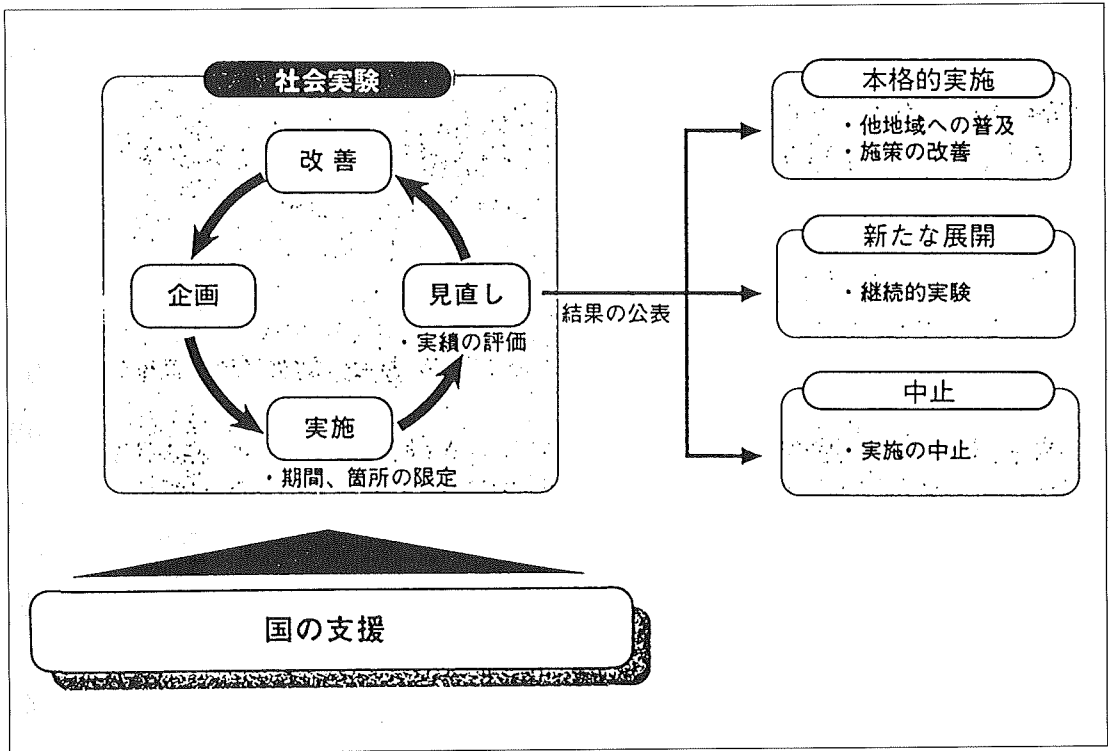 社会実験
改善
企画
見直し
・実績の評価
実施
・期間、箇所の限定
結果の公表
本格的実施
・他地域への普及
・施策の改善
新たな展開
・継続的実験
中止
・実施の中止
国の支援